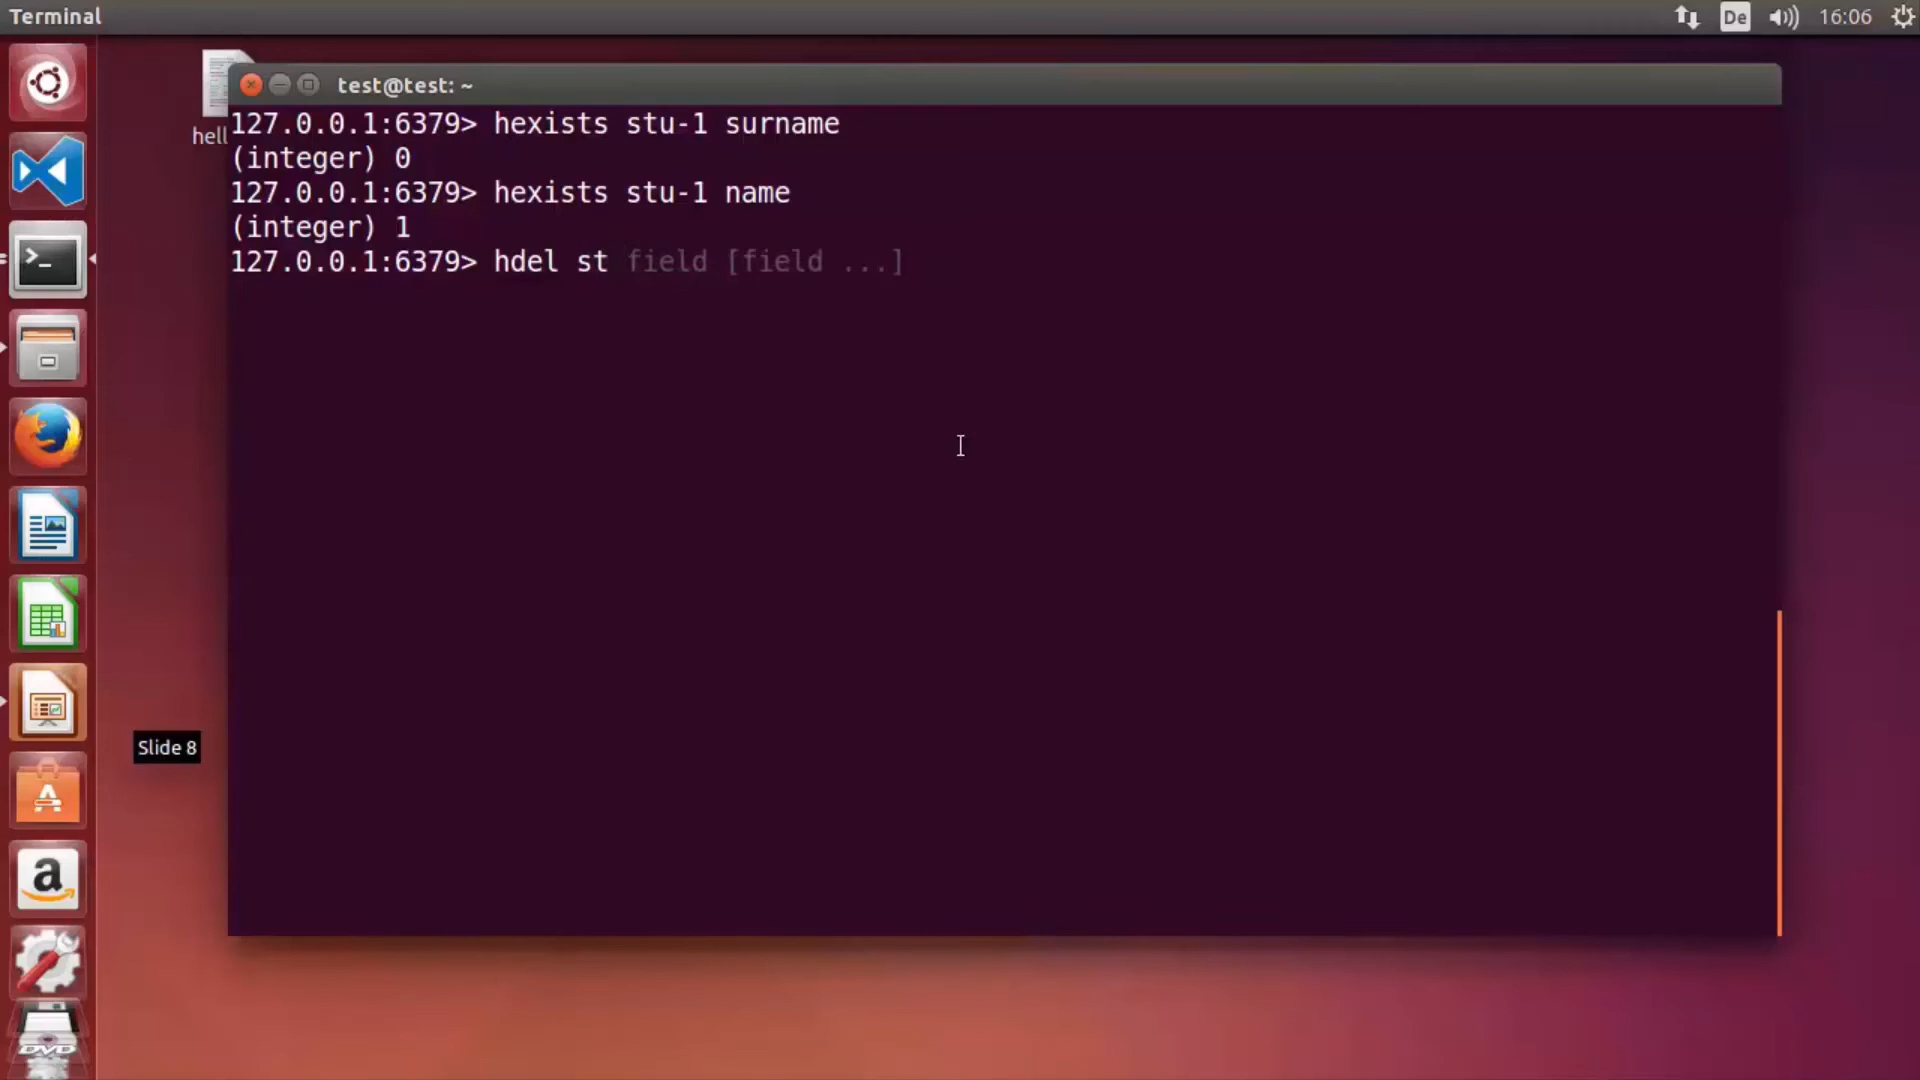 Terminal
De
16:06
hell
test@test: ~
127.0.0.1:6379> hexists stu-1 surname
(integer) 0
127.0.0.1:6379> hexists stu-1 name
(integer) 1
127.0.0.1:6379> hdel st field [field ...]
Slide 8
DVD